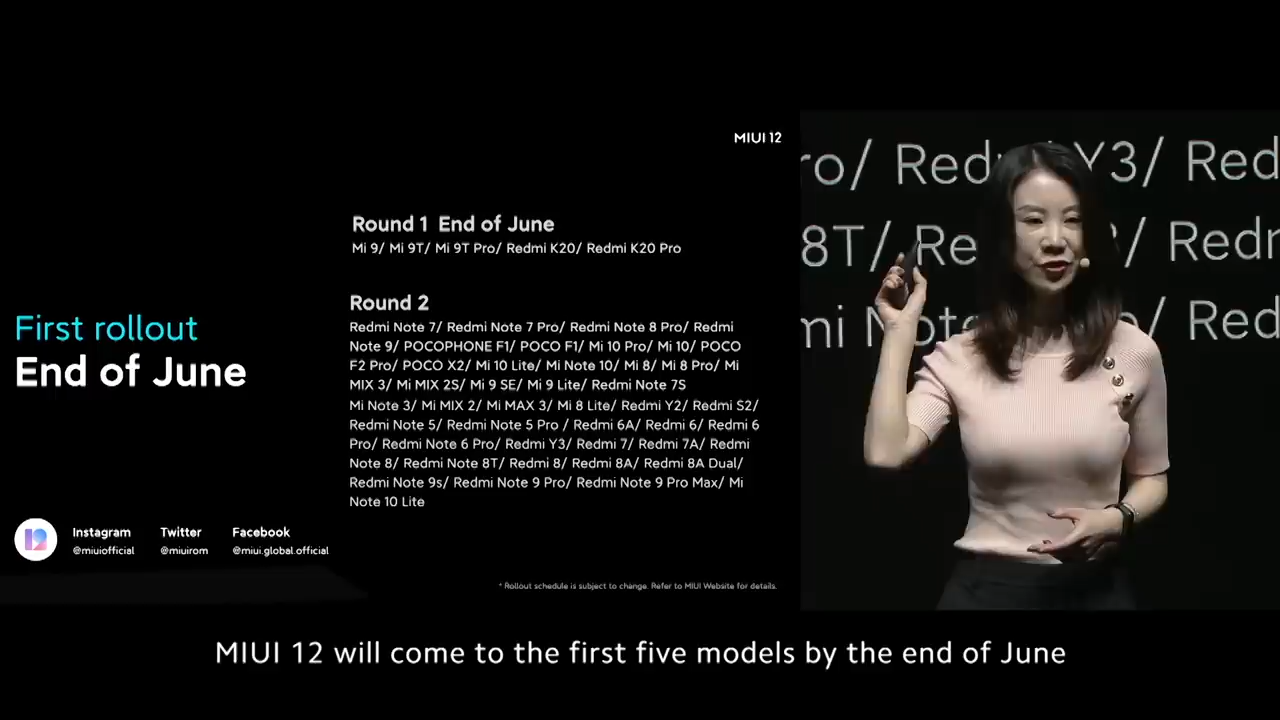 MIUI 12
Round 1 End of June
Mi 9/ Mi 9T/ Mi 9T Pro/ Redmi K20/ Redmi K20 Pro
First rollout
End of June
Round 2
Redmi Note 7/ Redmi Note 7 Pro/ Redmi Note 8 Pro/ Redmi
Note 9/ POCOPHONE F1/ POCO F1/ Mi 10 Pro/ Mi 10/ POCO
F2 Pro/ POCO X2/ Mi 10 Lite/ Mi Note 10/ Mi 8/ Mi 8 Pro/ Mi
MIX 3/ Mi MIX 2S/ Mi 9 SE/ Mi 9 Lite/ Redmi Note 7S
Mi Note 3/ Mi MIX 2/ Mi MAX 3/ Mi 8 Lite/ Redmi Y2/ Redmi S2/
Redmi Note 5/ Redmi Note 5 Pro / Redmi 6A/ Redmi 6/ Redmi 6
Pro/ Redmi Note 6 Pro/ Redmi Y3/ Redmi 7/ Redmi 7A/ Redmi
Note 8/ Redmi Note 8T/ Redmi 8/ Redmi 8A/ Redmi 8A Dual/
Redmi Note 9s/ Redmi Note 9 Pro/ Redmi Note 9 Pro Max/ Mi
Note 10 Lite
12
Instagram Twitter Facebook
@miuiofficial @miuirom @miui.global.official
* Rollout schedule is subject to change. Refer to MIUI Website for details.
ro/ Red Y3/ Red
8T/ Re / Redr
mi Note / Red
MIUI 12 will come to the first five models by the end of June